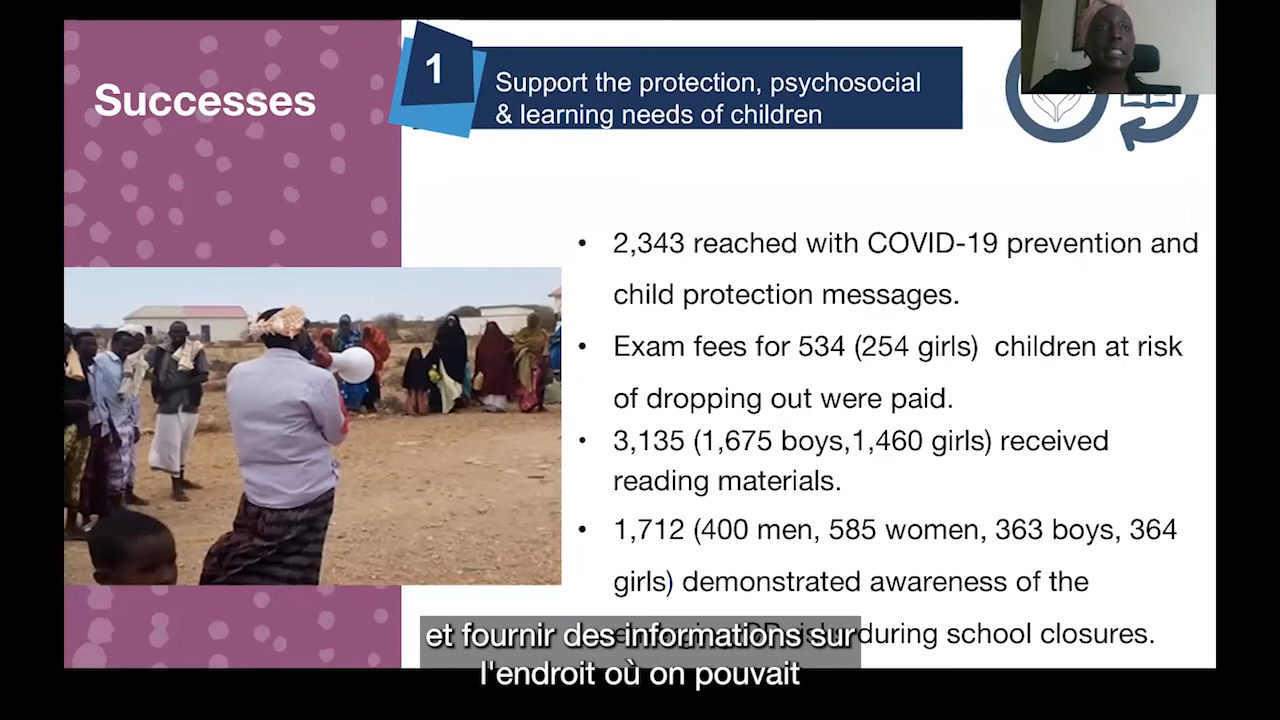 Successes
1
Support the protection, psychosocial
& learning needs of children
• 2,343 reached with COVID-19 prevention and
child protection messages.
• Exam fees for 534 (254 girls)  children at risk
of dropping out were paid.
• 3,135 (1,675 boys,1,460 girls) received
reading materials.
• 1,712 (400 men, 585 women, 363 boys, 364
girls) demonstrated awareness of the
during school closures.
et fournir des informations sur
l'endroit où on pouvait